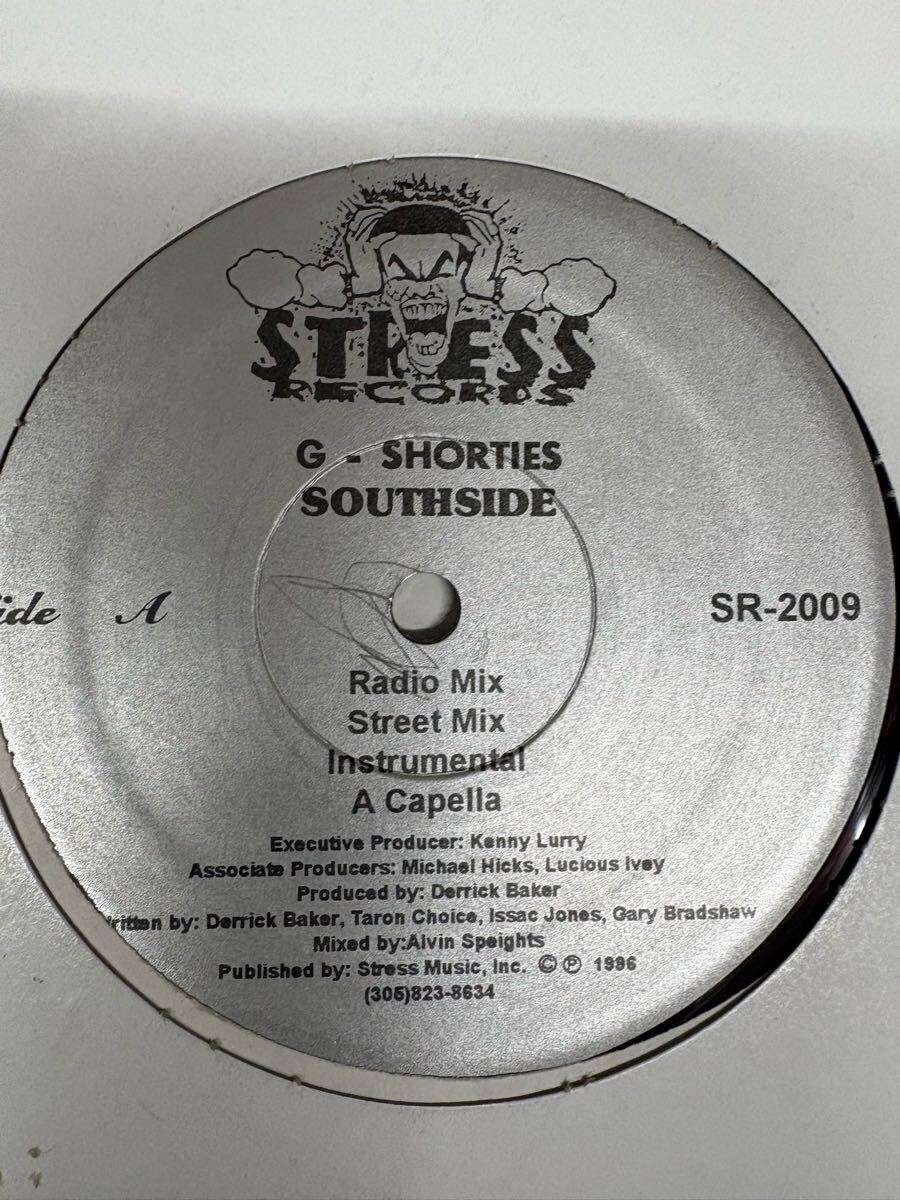 STRESS
RECORDS
G - SHORTIES
SOUTHSIDE
ide A
SR-2009
Radio Mix
Street Mix
Instrumental
A Capella
Executive Producer: Kenny Lurry
Associate Producers: Michael Hicks, Lucious Ivey
Produced by: Derrick Baker
ritten by: Derrick Baker, Taron Choice, Issac Jones, Gary Bradshaw
Mixed by:Alvin Speights
Published by: Stress Music, Inc. ©℗ 1996
(305)823-8634